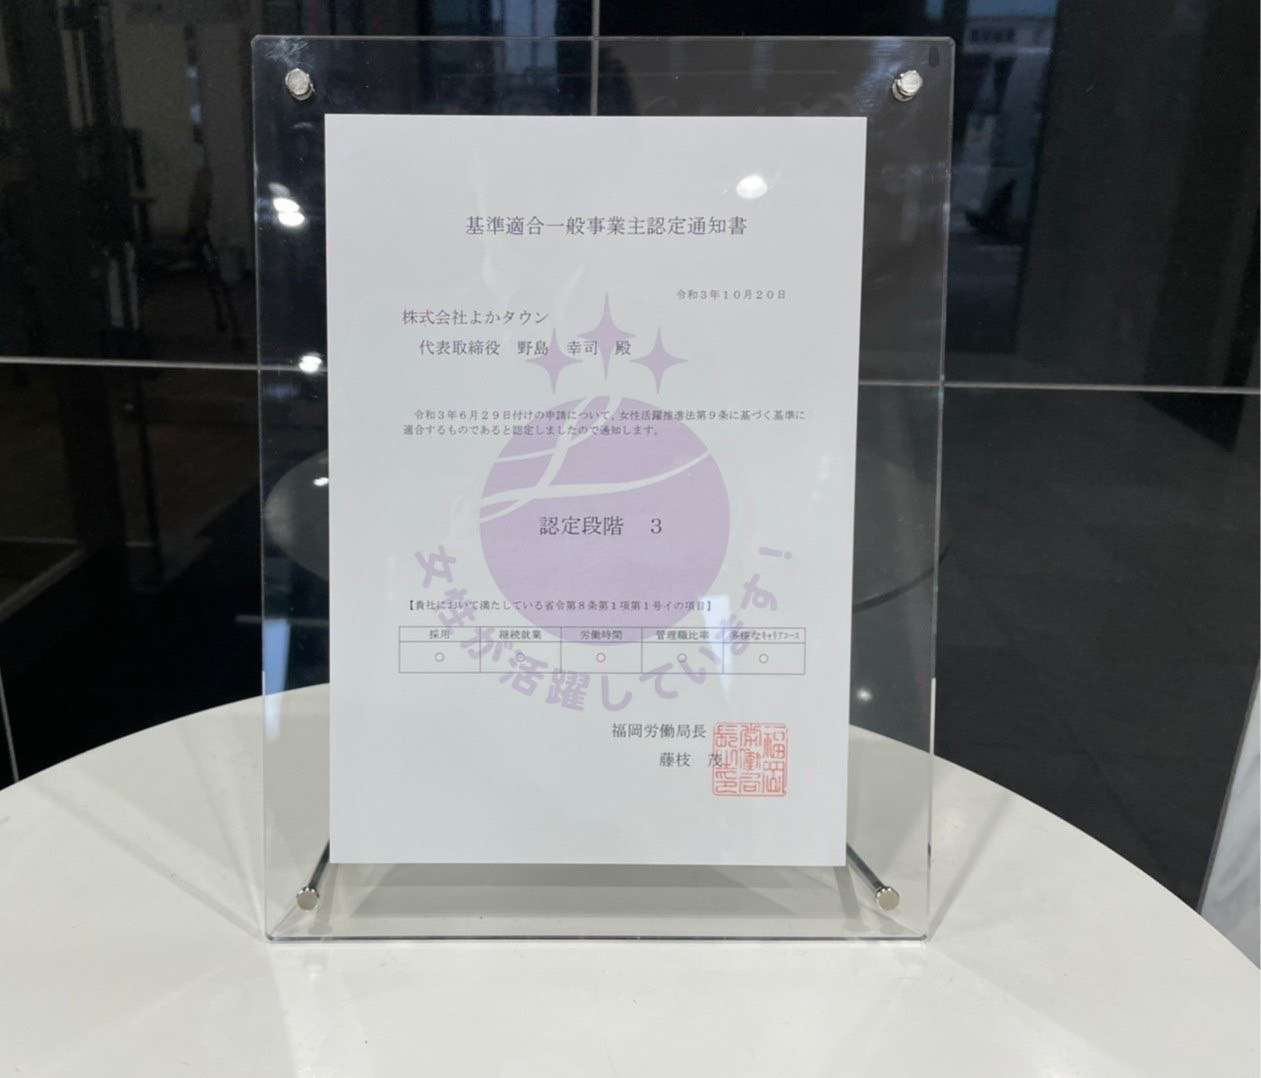 基準適合一般事業主認定通知書
令和3年10月20日
株式会社よかタウン
代表取締役　野島　幸司　殿
令和3年6月29日付けの申請について、女性活躍推進法第9条に基づく基準に
適合するものであると認定しましたので通知します。
認定段階　3
女性が活躍しています！
【貴社において満たしている省令第8条第1項第1号イの項目】
採用　継続就業　労働時間　管理職比率　多様なキャリアコース
○　○　○　○　○
福岡労働局長
藤枝　茂
福岡労働局長之印